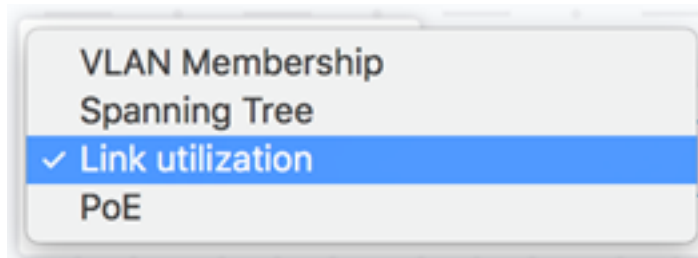 VLAN Membership
Spanning Tree
✓ Link utilization
PoE